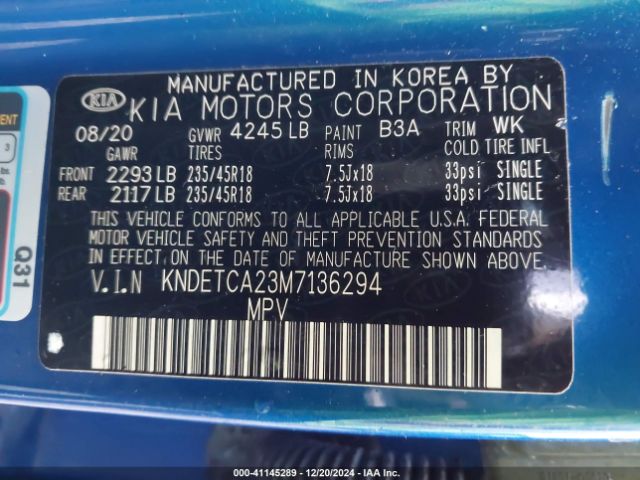 MANUFACTURED IN KOREA BY
KIA KIA MOTORS CORPORATION
08/20 GVWR 4245 LB PAINT B3A TRIM WK
GAWR TIRES RIMS COLD TIRE INFL
FRONT 2293 LB 235/45R18 7.5Jx18 33psi SINGLE
REAR 2117 LB 235/45R18 7.5Jx18 33psi SINGLE
THIS VEHICLE CONFORMS TO ALL APPLICABLE U.S.A. FEDERAL
MOTOR VEHICLE SAFETY AND THEFT PREVENTION STANDARDS
IN EFFECT ON THE DATE OF MANUFACTURE SHOWN ABOVE.
V.I.N KNDETCA23M7136294
MPV
3
Q31
000-41145289 - 12/20/2024 - IAA Inc.